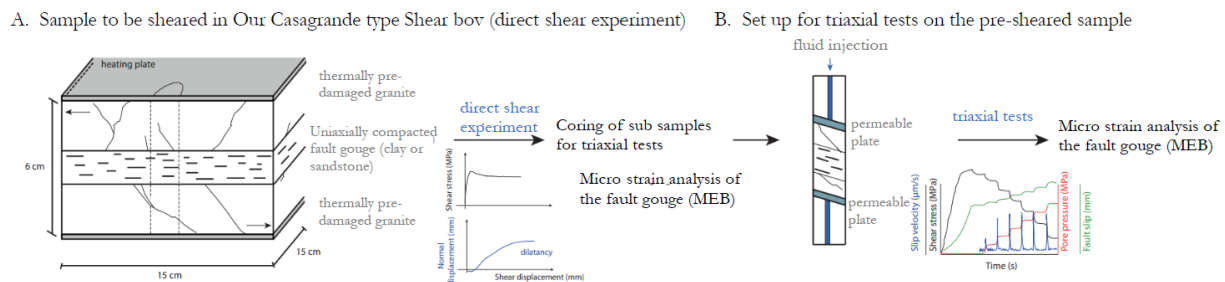 A. Sample to be sheared in Our Casagrande type Shear bov (direct shear experiment)
B. Set up for triaxial tests on the pre-sheared sample
heating plate
thermally pre-
damaged granite
Uniaxially compacted
fault gouge (clay or
sandstone)
thermally pre-
damaged granite
6 cm
15 cm
15 cm
direct shear
experiment
Coring of sub samples
for triaxial tests
Micro strain analysis of
the fault gouge (MEB)
Shear stress (MPa)
Normal
displacement (mm)
dilatancy
Shear displacement (mm)
fluid injection
permeable
plate
permeable
plate
triaxial tests
Micro strain analysis of
the fault gouge (MEB)
Slip velocity (μm/s)
Shear stress (MPa)
Pore pressure (MPa)
Fault slip (mm)
Time (s)